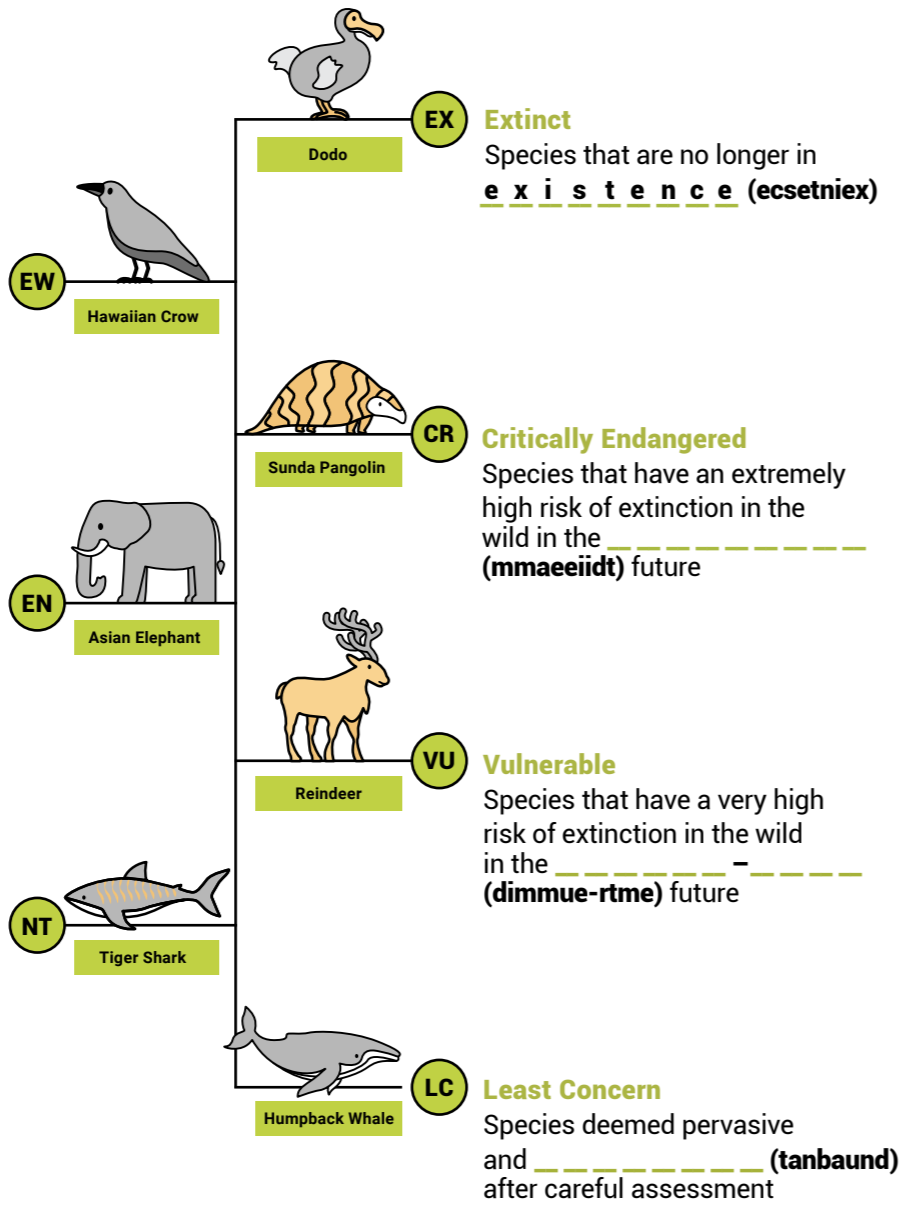 EX
Extinct
Dodo
Species that are no longer in
e x i s t e n c e (ecsetniex)
EW
Hawaiian Crow
CR
Critically Endangered
Sunda Pangolin
Species that have an extremely
high risk of extinction in the
wild in the _ _ _ _ _ _ _ _ _
(mmaeeiidt) future
EN
Asian Elephant
VU
Vulnerable
Reindeer
Species that have a very high
risk of extinction in the wild
in the _ _ _ _ _ _ – _ _ _ _
(dimmue-rtme) future
NT
Tiger Shark
LC
Least Concern
Humpback Whale
Species deemed pervasive
and _ _ _ _ _ _ _ _ (tanbaund)
after careful assessment